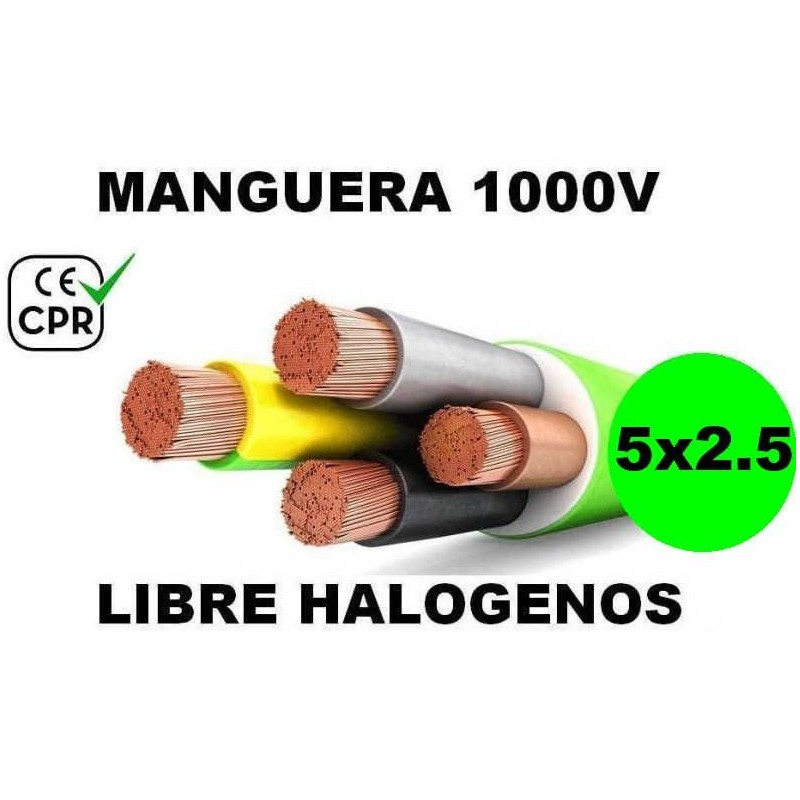 MANGUERA 1000V
CE
CPR
5x2.5
LIBRE HALOGENOS